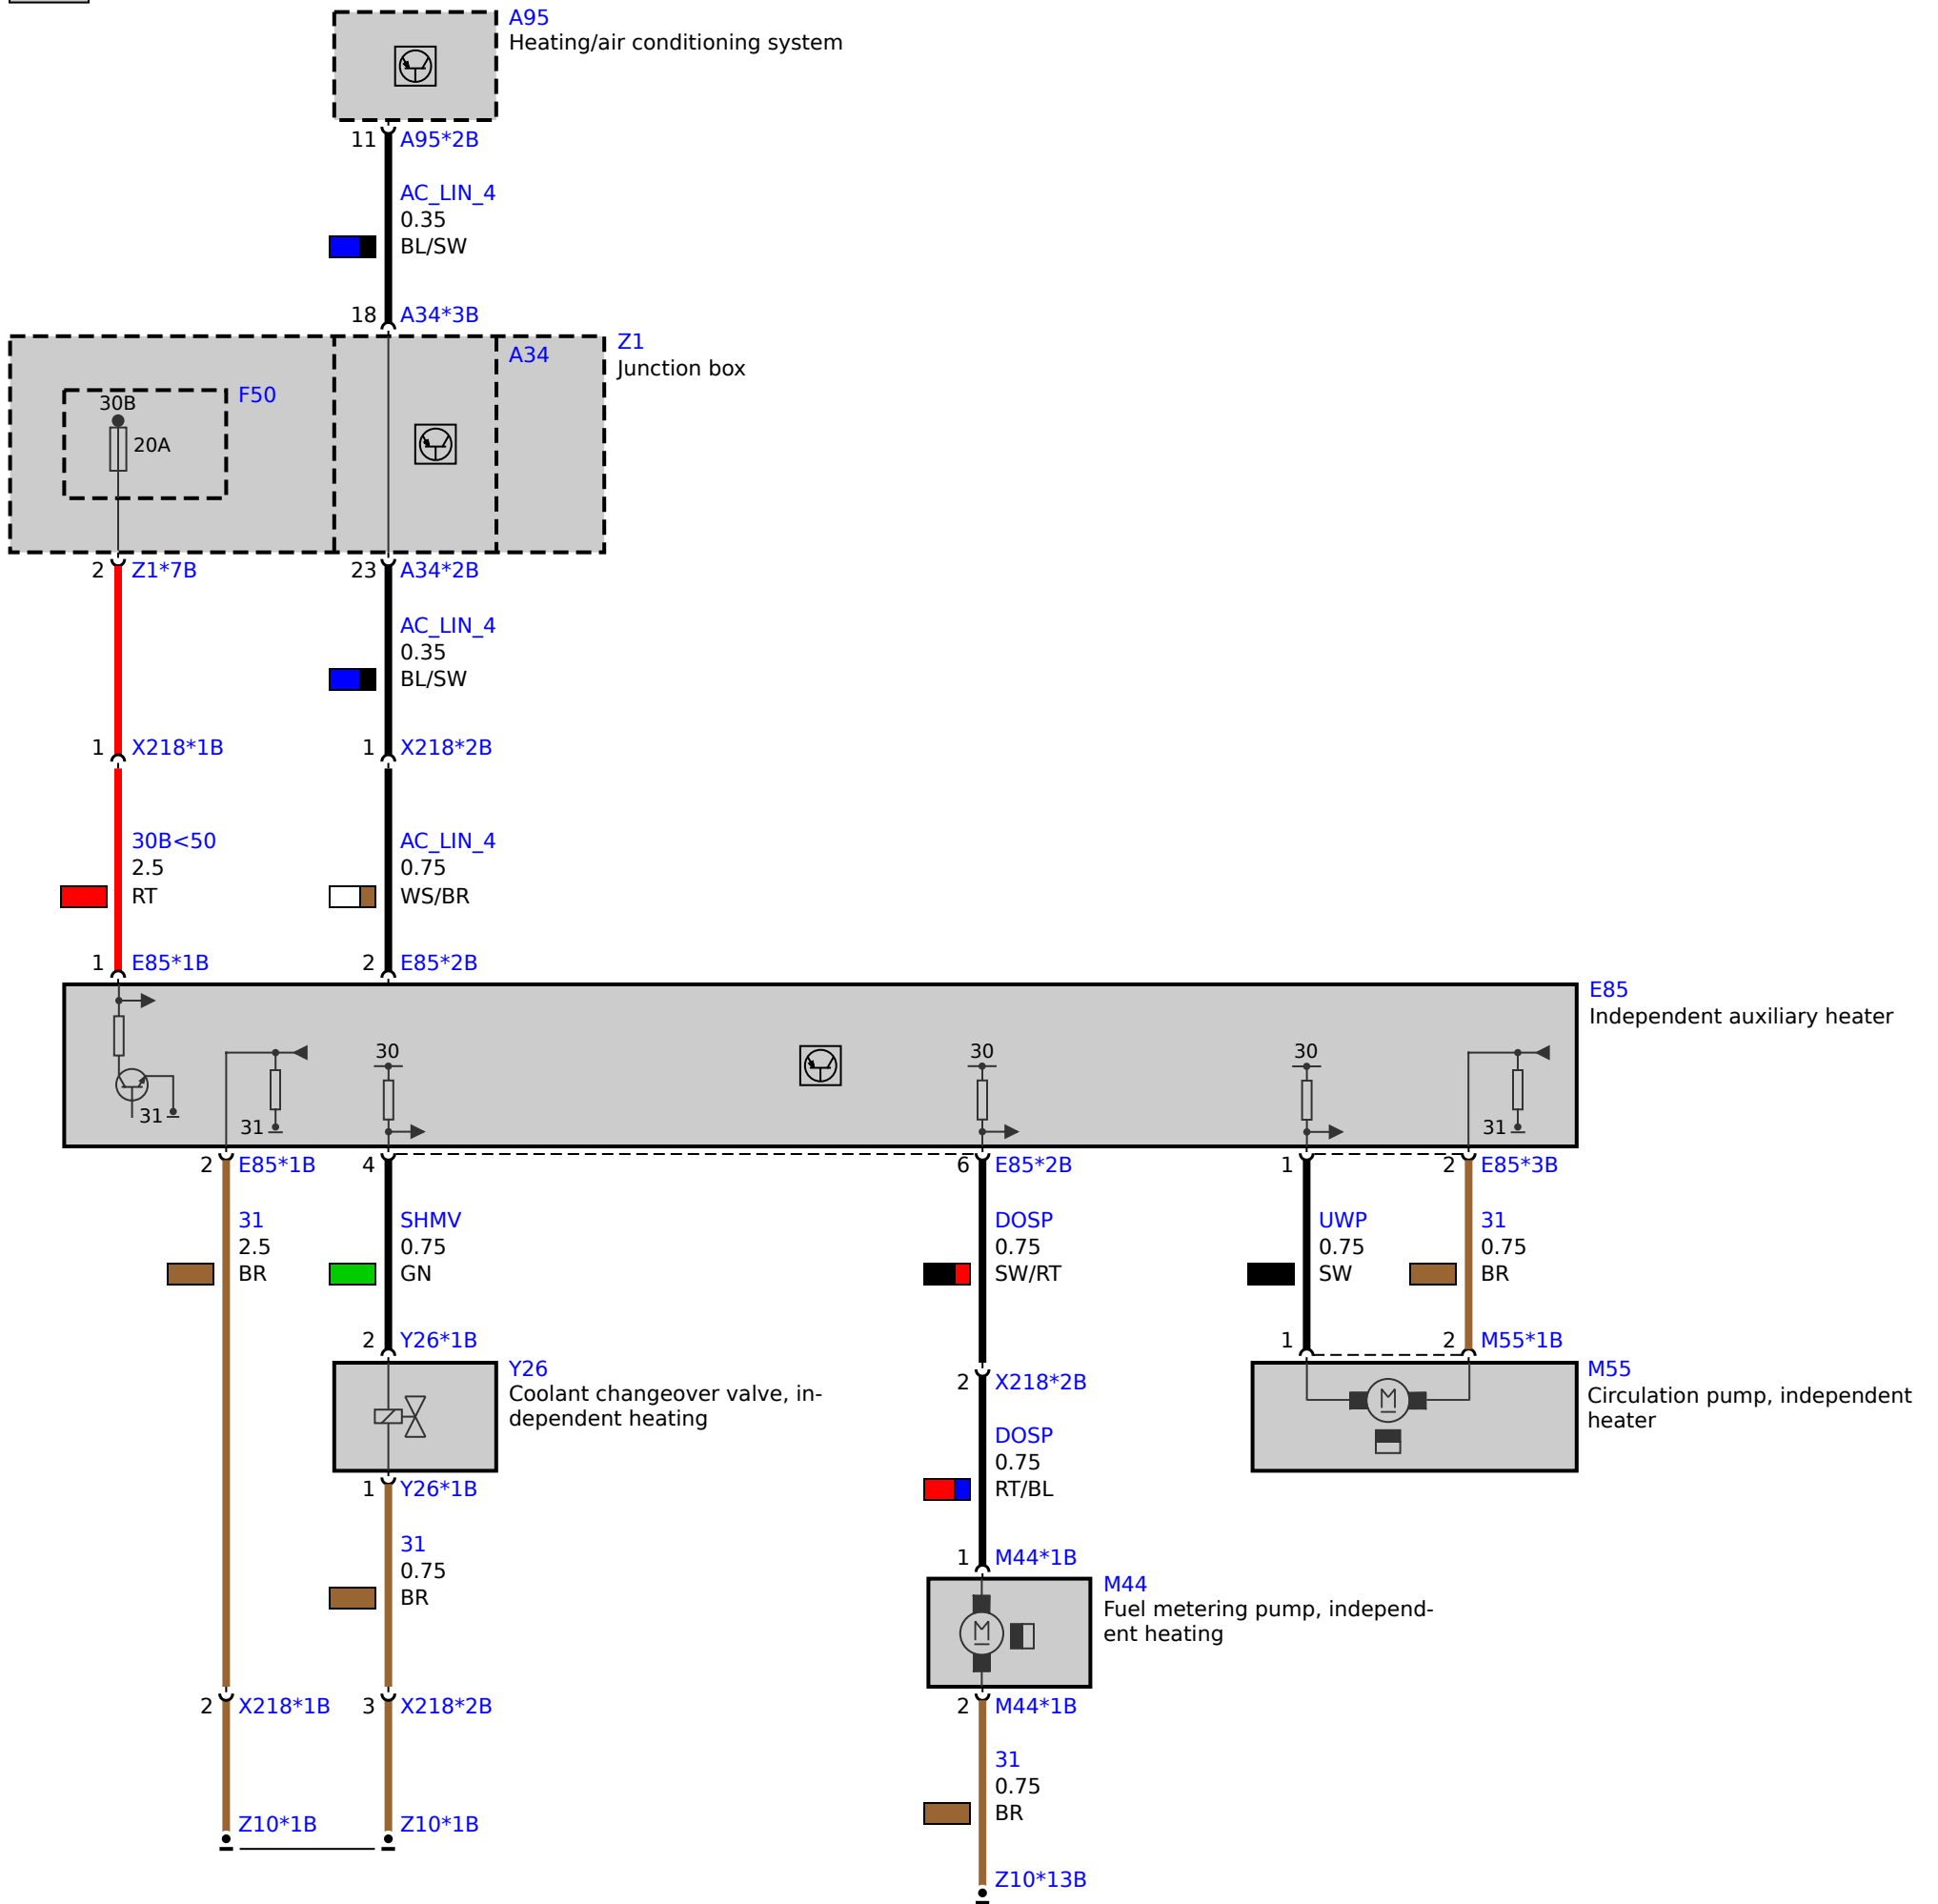 A95
Heating/air conditioning system
11 A95*2B
AC_LIN_4
0.35
BL/SW
18 A34*3B
Z1
Junction box
A34
F50
30B
20A
2 Z1*7B
23 A34*2B
AC_LIN_4
0.35
BL/SW
1 X218*1B
1 X218*2B
30B<50
2.5
RT
AC_LIN_4
0.75
WS/BR
1 E85*1B
2 E85*2B
E85
Independent auxiliary heater
31
31
30
30
30
31
2 E85*1B
4
6 E85*2B
1
2 E85*3B
31
2.5
BR
SHMV
0.75
GN
DOSP
0.75
SW/RT
UWP
0.75
SW
31
0.75
BR
2 Y26*1B
1
2 M55*1B
Y26
Coolant changeover valve, in-
dependent heating
2 X218*2B
M
M55
Circulation pump, independent
heater
1 Y26*1B
DOSP
0.75
RT/BL
31
0.75
BR
1 M44*1B
M
M44
Fuel metering pump, independ-
ent heating
2 X218*1B
3 X218*2B
2 M44*1B
31
0.75
BR
Z10*1B
Z10*1B
Z10*13B